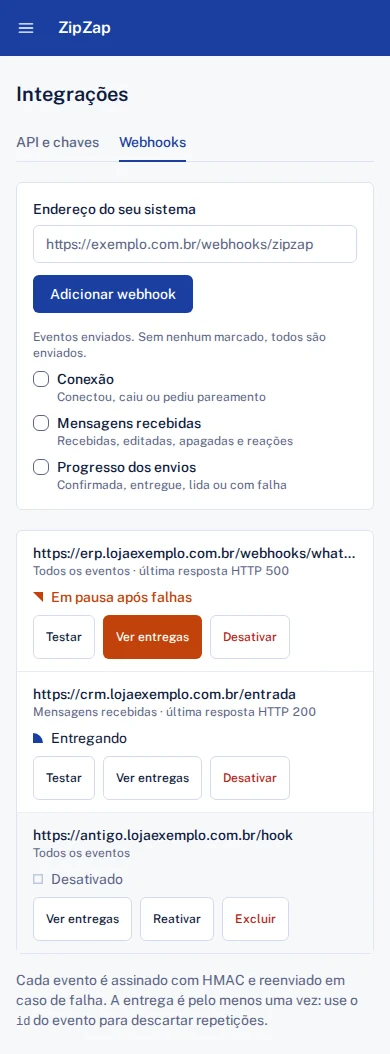 ZipZap
Integrações
API e chaves
Webhooks
Endereço do seu sistema
https://exemplo.com.br/webhooks/zipzap
Adicionar webhook
Eventos enviados. Sem nenhum marcado, todos são
enviados.
Conexão
Conectou, caiu ou pediu pareamento
Mensagens recebidas
Recebidas, editadas, apagadas e reações
Progresso dos envios
Confirmada, entregue, lida ou com falha
https://erp.lojaexemplo.com.br/webhooks/what...
Todos os eventos · última resposta HTTP 500
Em pausa após falhas
Testar
Ver entregas
Desativar
https://crm.lojaexemplo.com.br/entrada
Mensagens recebidas · última resposta HTTP 200
Entregando
Testar
Ver entregas
Desativar
https://antigo.lojaexemplo.com.br/hook
Todos os eventos
Desativado
Ver entregas
Reativar
Excluir
Cada evento é assinado com HMAC e reenviado em
caso de falha. A entrega é pelo menos uma vez: use o
id do evento para descartar repetições.